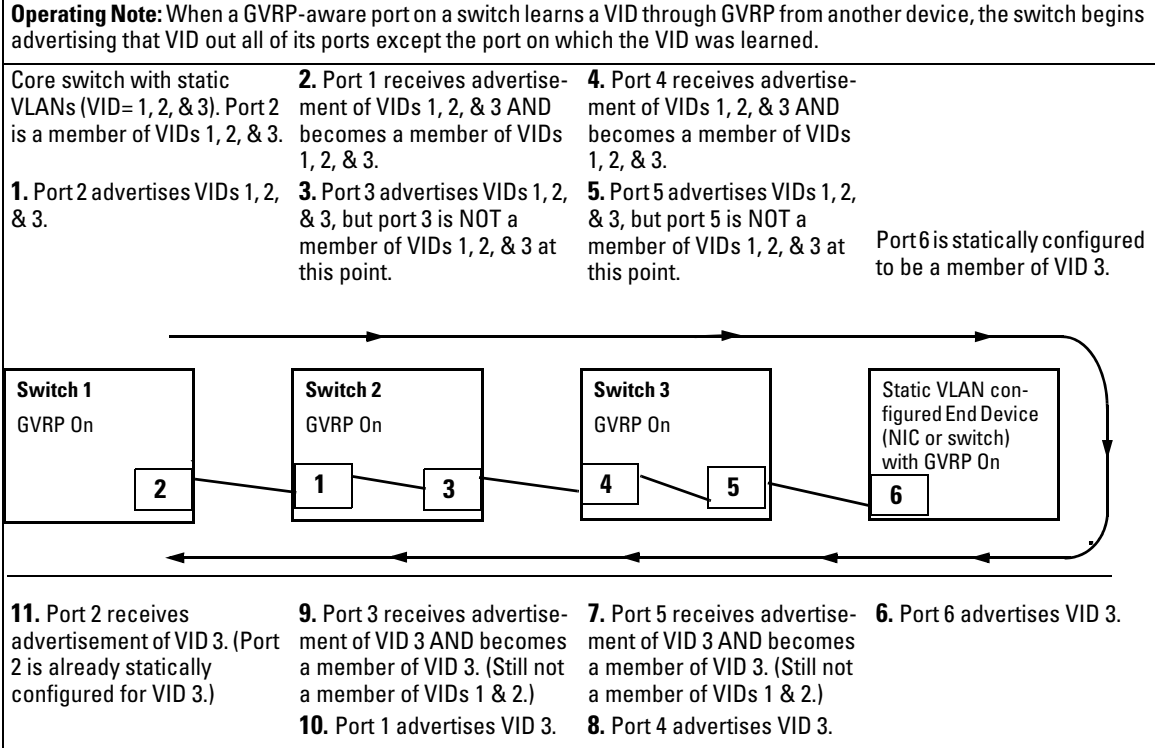 Operating Note: When a GVRP-aware port on a switch learns a VID through GVRP from another device, the switch begins
advertising that VID out all of its ports except the port on which the VID was learned.
Core switch with static
VLANs (VID= 1, 2, & 3). Port 2
is a member of VIDs 1, 2, & 3.
1. Port 2 advertises VIDs 1, 2,
& 3.
2. Port 1 receives advertise-
ment of VIDs 1, 2, & 3 AND
becomes a member of VIDs
1, 2, & 3.
3. Port 3 advertises VIDs 1, 2,
& 3, but port 3 is NOT a
member of VIDs 1, 2, & 3 at
this point.
4. Port 4 receives advertise-
ment of VIDs 1, 2, & 3 AND
becomes a member of VIDs
1, 2, & 3.
5. Port 5 advertises VIDs 1, 2,
& 3, but port 5 is NOT a
member of VIDs 1, 2, & 3 at
this point.
Port 6 is statically configured
to be a member of VID 3.
Switch 1
GVRP On
2
Switch 2
GVRP On
1
3
Switch 3
GVRP On
4
5
Static VLAN con-
figured End Device
(NIC or switch)
with GVRP On
6
11. Port 2 receives
advertisement of VID 3. (Port
2 is already statically
configured for VID 3.)
9. Port 3 receives advertise-
ment of VID 3 AND becomes
a member of VID 3. (Still not
a member of VIDs 1 & 2.)
10. Port 1 advertises VID 3.
7. Port 5 receives advertise-
ment of VID 3 AND becomes
a member of VID 3. (Still not
a member of VIDs 1 & 2.)
8. Port 4 advertises VID 3.
6. Port 6 advertises VID 3.